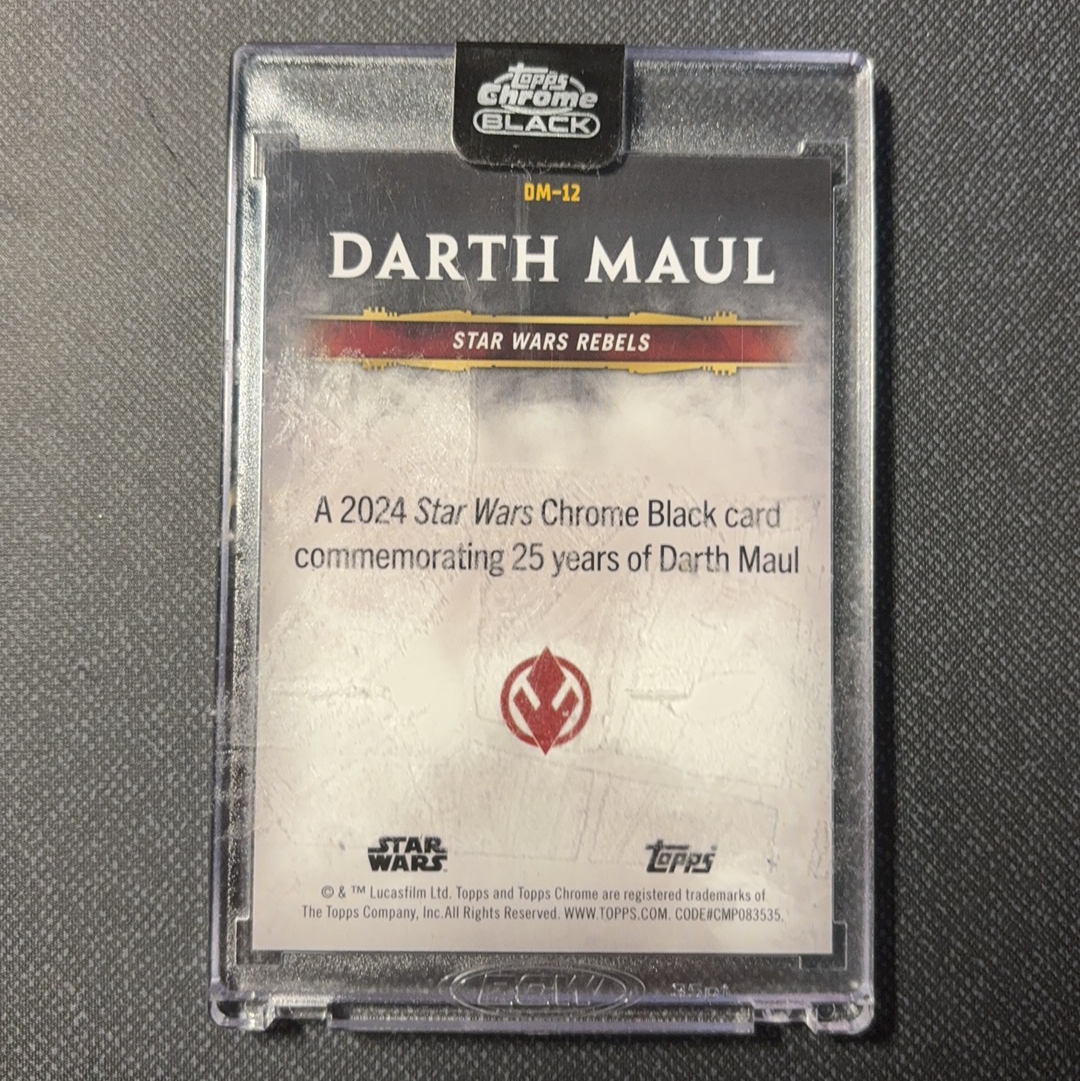 Topps
Chrome
BLACK
DM-12
DARTH MAUL
STAR WARS REBELS
A 2024 Star Wars Chrome Black card
commemorating 25 years of Darth Maul
STAR
WARS
Topps
© & ™ Lucasfilm Ltd. Topps and Topps Chrome are registered trademarks of
The Topps Company, Inc.All Rights Reserved. WWW.TOPPS.COM. CODE#CMP083535.
BCW 35pt